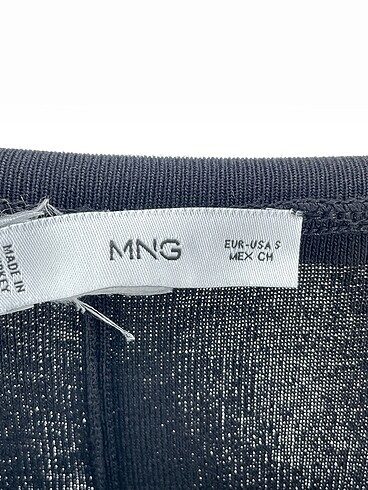 MNG
EUR-USA S
MEX CH
MADE IN